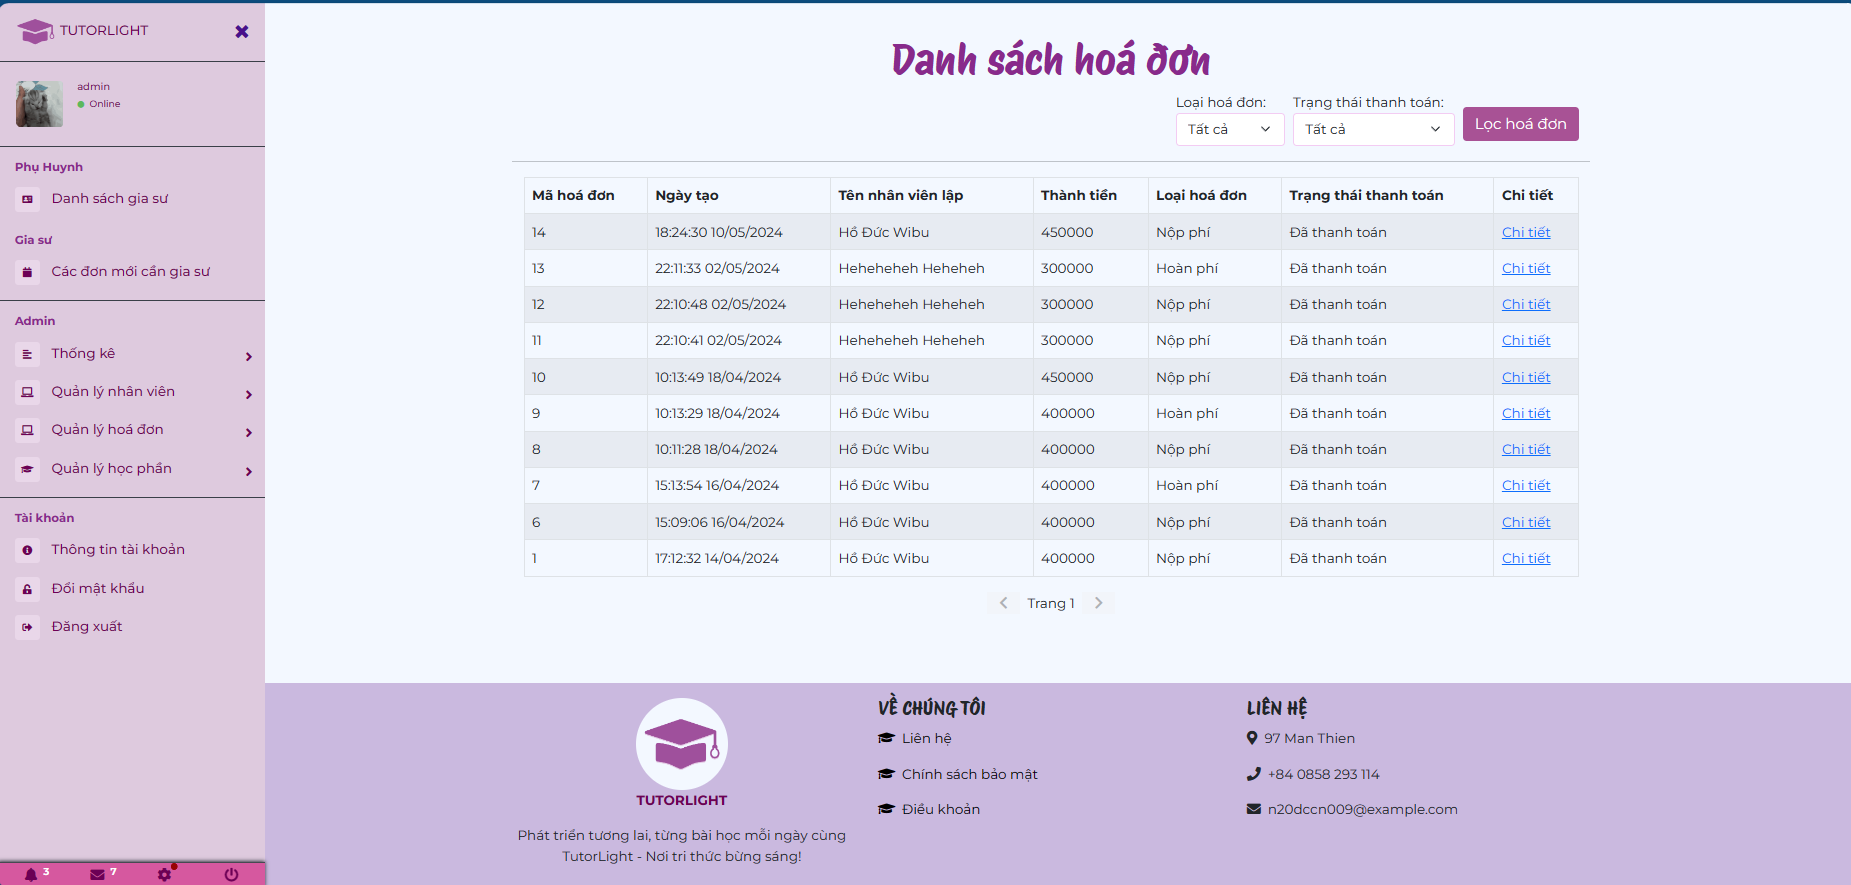 TUTORLIGHT
admin
Online
Phụ Huynh
Danh sách gia sư
Gia sư
Các đơn mới cần gia sư
Admin
Thống kê
Quản lý nhân viên
Quản lý hoá đơn
Quản lý học phần
Tài khoản
Thông tin tài khoản
Đổi mật khẩu
Đăng xuất
3 7
Danh sách hoá đơn
Loại hoá đơn: Trạng thái thanh toán:
Tất cả Tất cả Lọc hoá đơn
Mã hoá đơn Ngày tạo Tên nhân viên lập Thành tiền Loại hoá đơn Trạng thái thanh toán Chi tiết
14 18:24:30 10/05/2024 Hồ Đức Wibu 450000 Nộp phí Đã thanh toán Chi tiết
13 22:11:33 02/05/2024 Heheheheh Heheheh 300000 Hoàn phí Đã thanh toán Chi tiết
12 22:10:48 02/05/2024 Heheheheh Heheheh 300000 Nộp phí Đã thanh toán Chi tiết
11 22:10:41 02/05/2024 Heheheheh Heheheh 300000 Nộp phí Đã thanh toán Chi tiết
10 10:13:49 18/04/2024 Hồ Đức Wibu 450000 Nộp phí Đã thanh toán Chi tiết
9 10:13:29 18/04/2024 Hồ Đức Wibu 400000 Hoàn phí Đã thanh toán Chi tiết
8 10:11:28 18/04/2024 Hồ Đức Wibu 400000 Nộp phí Đã thanh toán Chi tiết
7 15:13:54 16/04/2024 Hồ Đức Wibu 400000 Hoàn phí Đã thanh toán Chi tiết
6 15:09:06 16/04/2024 Hồ Đức Wibu 400000 Nộp phí Đã thanh toán Chi tiết
1 17:12:32 14/04/2024 Hồ Đức Wibu 400000 Nộp phí Đã thanh toán Chi tiết
Trang 1
TUTORLIGHT
Phát triển tương lai, từng bài học mỗi ngày cùng
TutorLight - Nơi tri thức bừng sáng!
VỀ CHÚNG TÔI
Liên hệ
Chính sách bảo mật
Điều khoản
LIÊN HỆ
97 Man Thien
+84 0858 293 114
n20dccn009@example.com